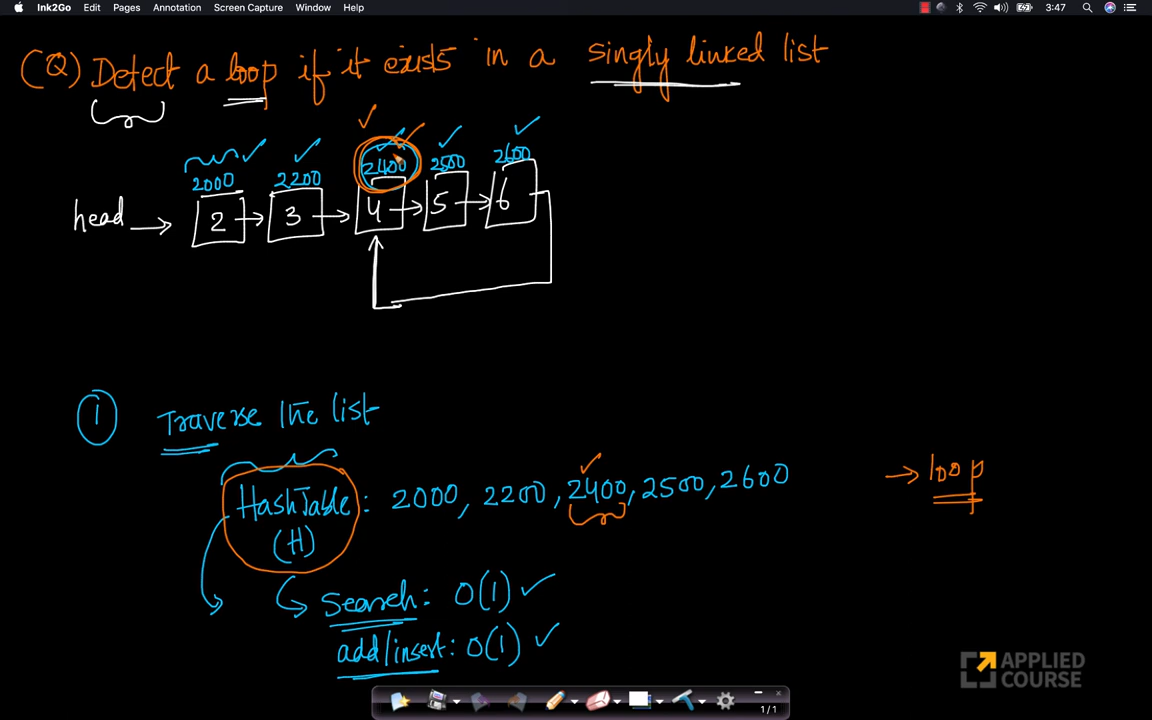 Ink2Go Edit Pages Annotation Screen Capture Window Help 3:47
(Q) Detect a loop if it exists in a singly linked list
2000 2200 2400 2500 2600
head → 2 → 3 → 4 → 5 → 6
1 Traverse the list
HashTable : 2000, 2200, 2400, 2500, 2600 → loop
(H)
search : O(1) ✓
add/insert : O(1) ✓
APPLIED
COURSE
1/1